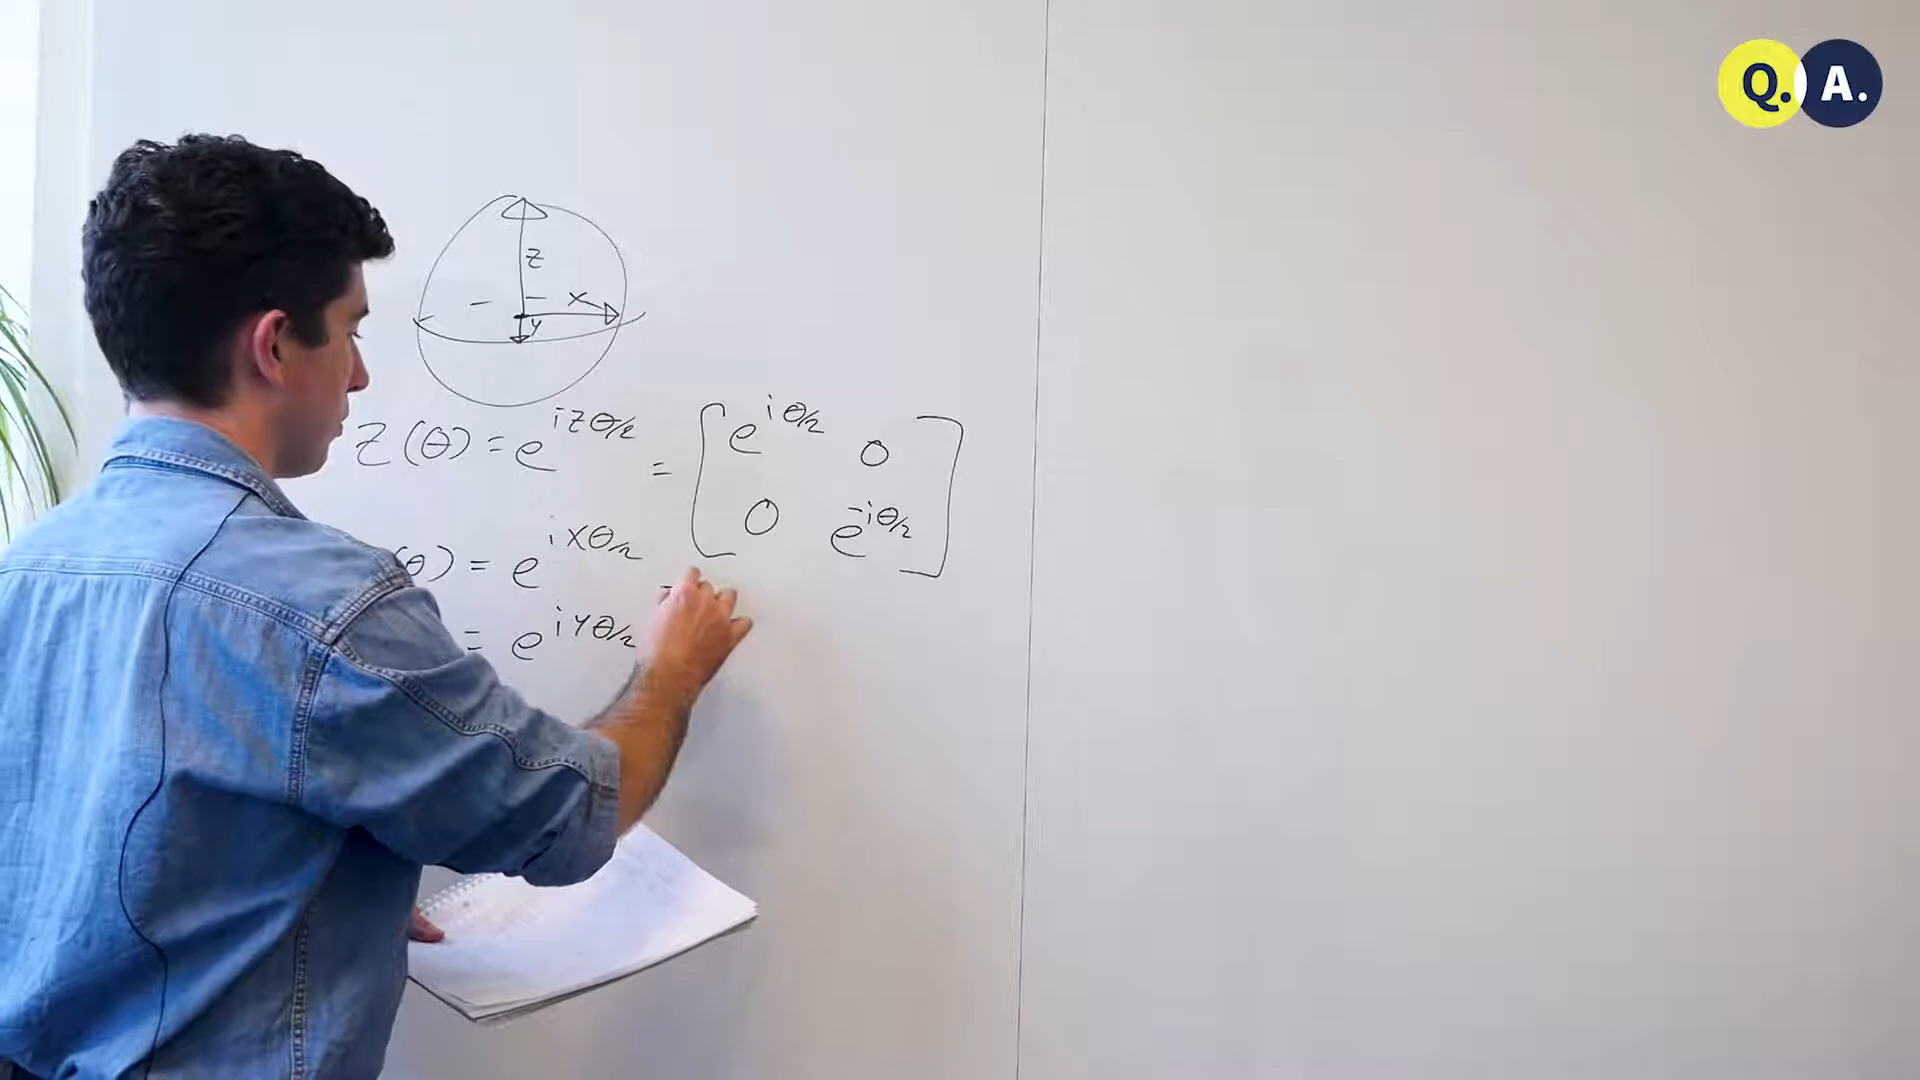 Q. A.
Z
X
Y
Z(θ) = e^{iZθ/2} = [ e^{iθ/2} 0
0 e^{-iθ/2} ]
θ) = e^{iXθ/2} =
= e^{iYθ/2}